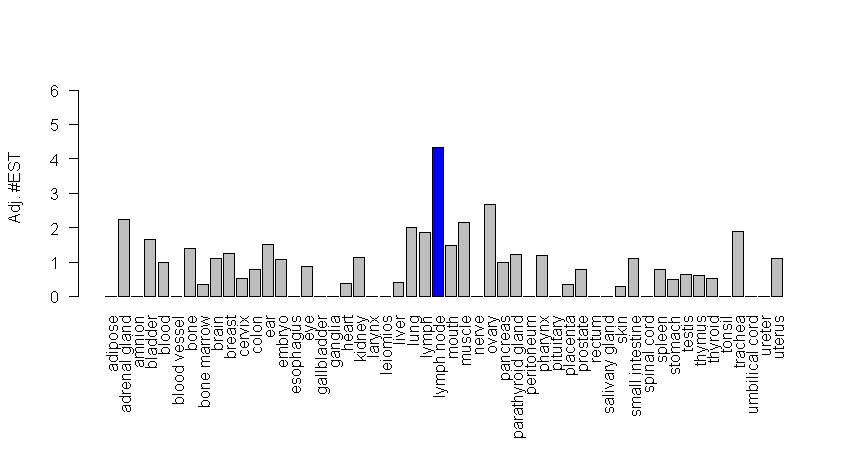 6
5
4
3
2
1
0
Adj. #EST
adipose
adrenal gland
amnion
bladder
blood
blood vessel
bone
bone marrow
brain
breast
cervix
colon
ear
embryo
esophagus
eye
gallbladder
ganglia
heart
kidney
larynx
leiomios
liver
lung
lymph
lymph node
mouth
muscle
nerve
ovary
pancreas
parathyroid gland
peritoneum
pharynx
pituitary
placenta
prostate
rectum
salivary gland
skin
small intestine
spinal cord
spleen
stomach
testis
thymus
thyroid
tonsil
trachea
umbilical cord
ureter
uterus